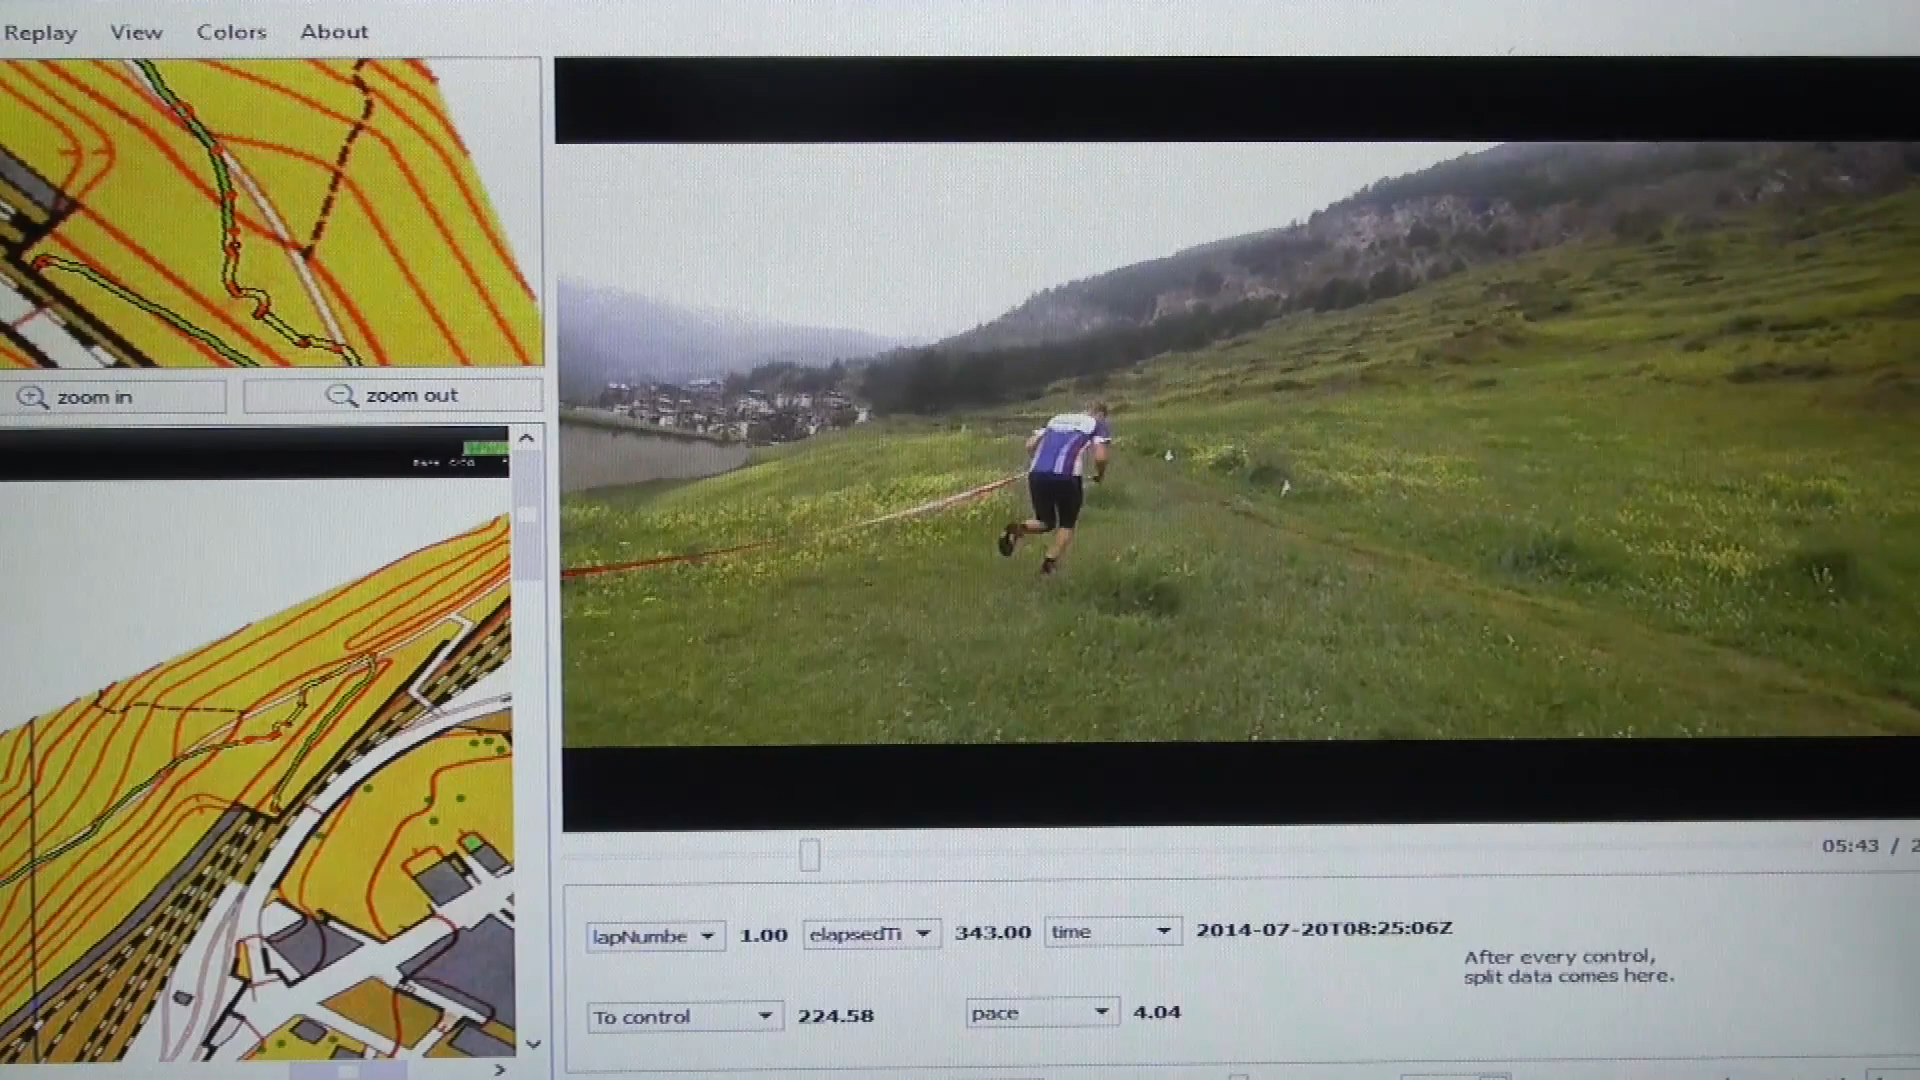 Replay View Colors About
zoom in zoom out
05:43 /
lapNumbe 1.00 elapsedTi 343.00 time 2014-07-20T08:25:06Z
After every control,
split data comes here.
To control 224.58 pace 4.04